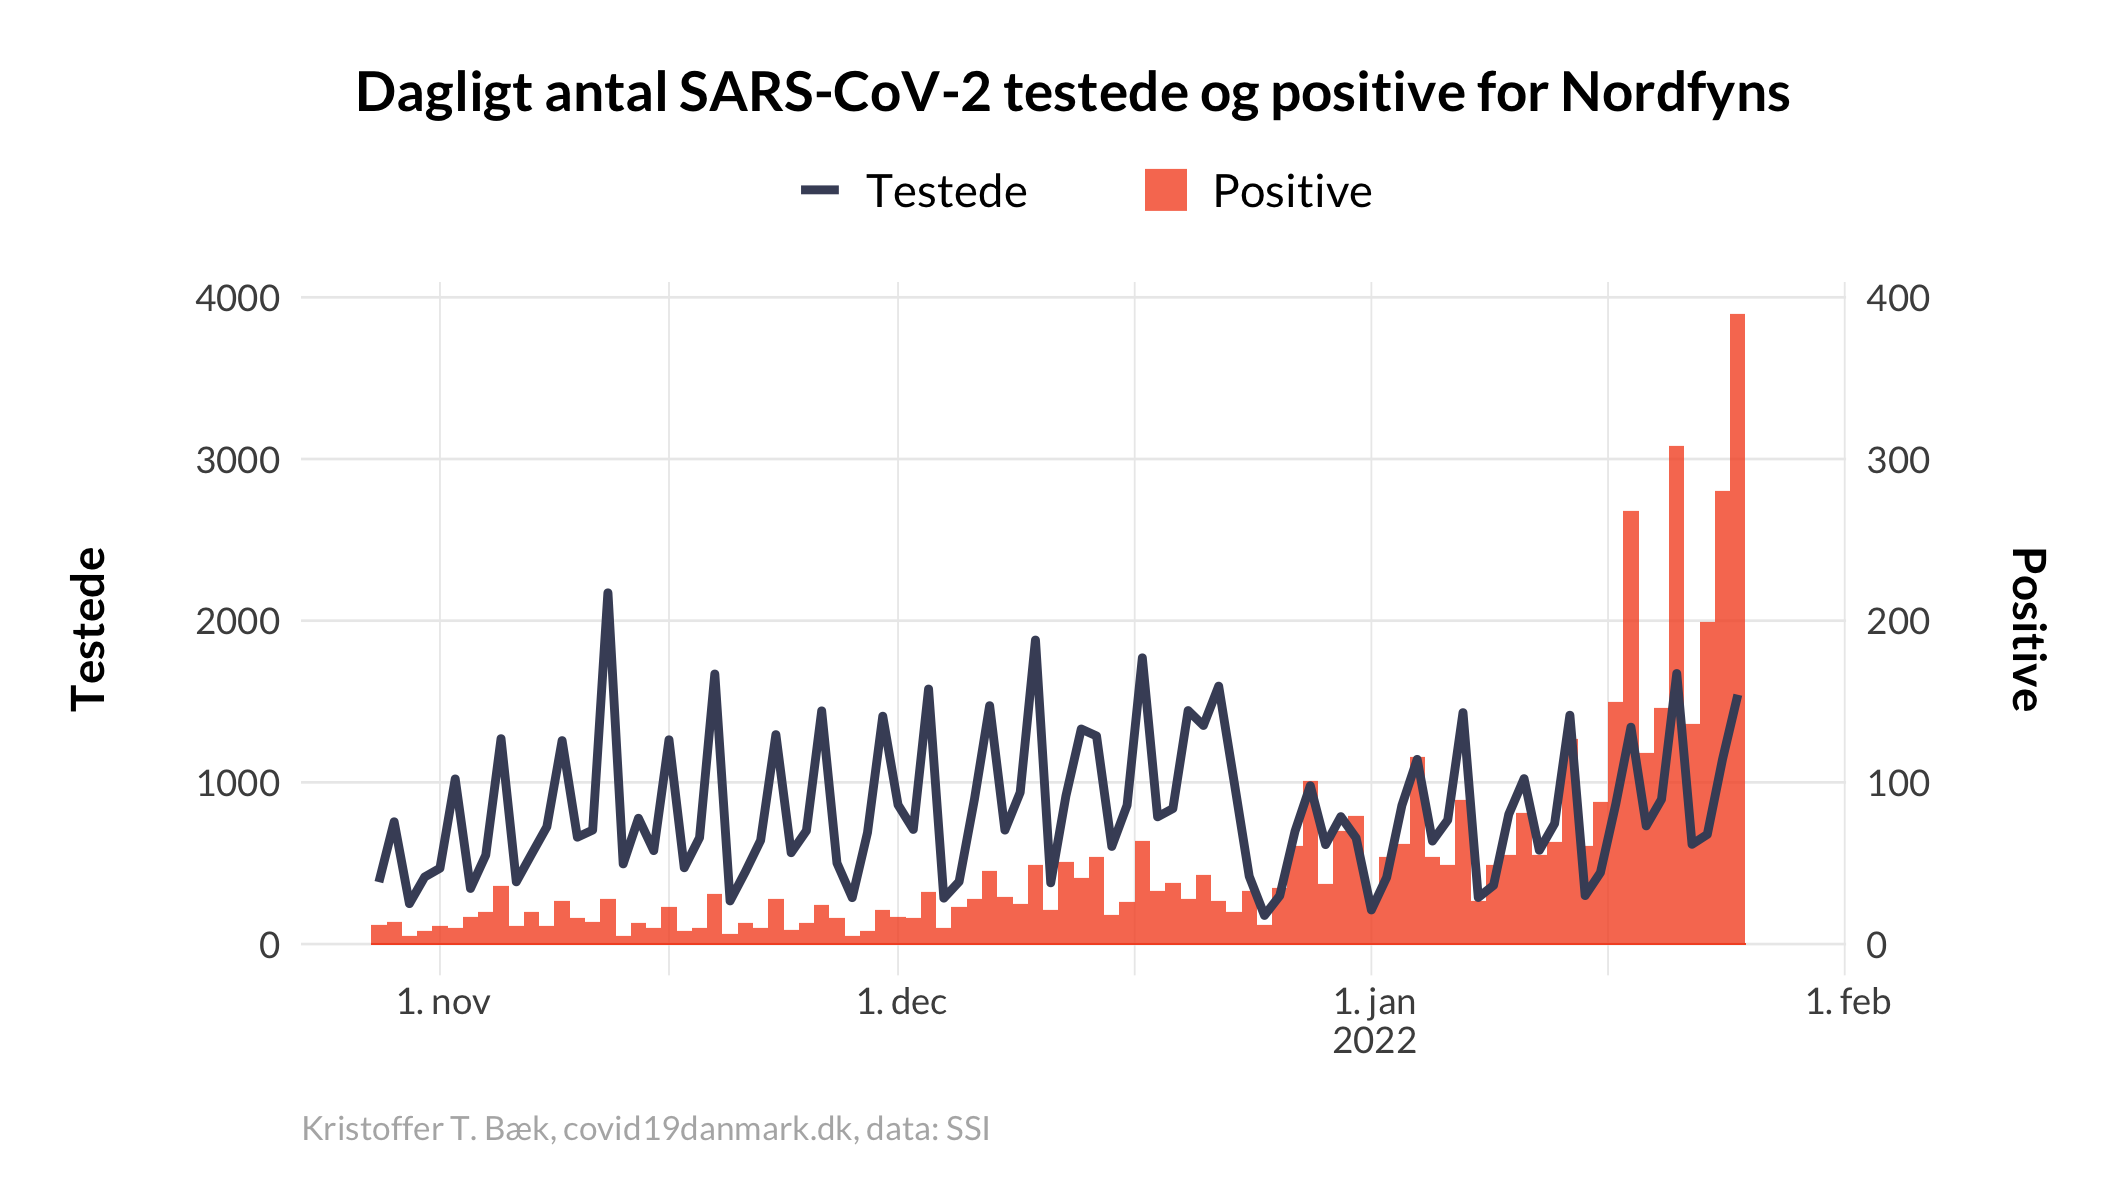 Dagligt antal SARS-CoV-2 testede og positive for Nordfyns
Testede
Positive
4000
3000
2000
1000
0
Testede
400
300
200
100
0
Positive
1. nov
1. dec
1. jan
2022
1. feb
Kristoffer T. Bæk, covid19danmark.dk, data: SSI